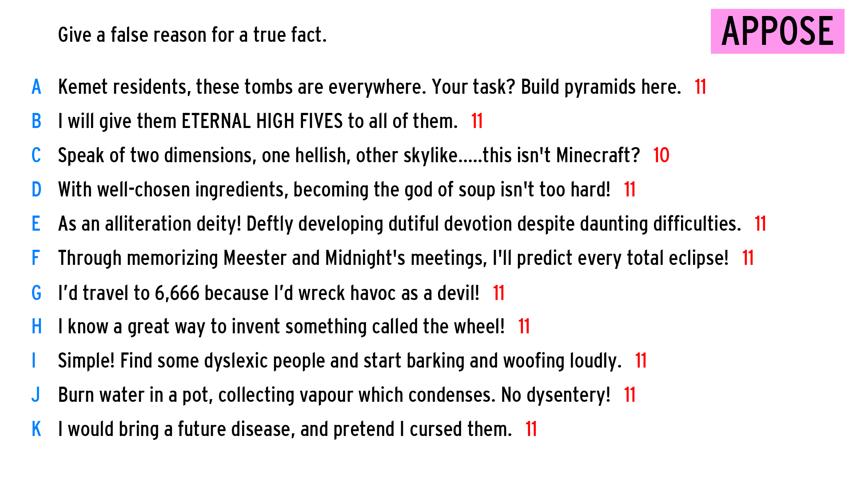 Give a false reason for a true fact.
APPOSE
A Kemet residents, these tombs are everywhere. Your task? Build pyramids here. 11
B I will give them ETERNAL HIGH FIVES to all of them. 11
C Speak of two dimensions, one hellish, other skylike.....this isn't Minecraft? 10
D With well-chosen ingredients, becoming the god of soup isn't too hard! 11
E As an alliteration deity! Deftly developing dutiful devotion despite daunting difficulties. 11
F Through memorizing Meester and Midnight's meetings, I'll predict every total eclipse! 11
G I'd travel to 6,666 because I'd wreck havoc as a devil! 11
H I know a great way to invent something called the wheel! 11
I Simple! Find some dyslexic people and start barking and woofing loudly. 11
J Burn water in a pot, collecting vapour which condenses. No dysentery! 11
K I would bring a future disease, and pretend I cursed them. 11